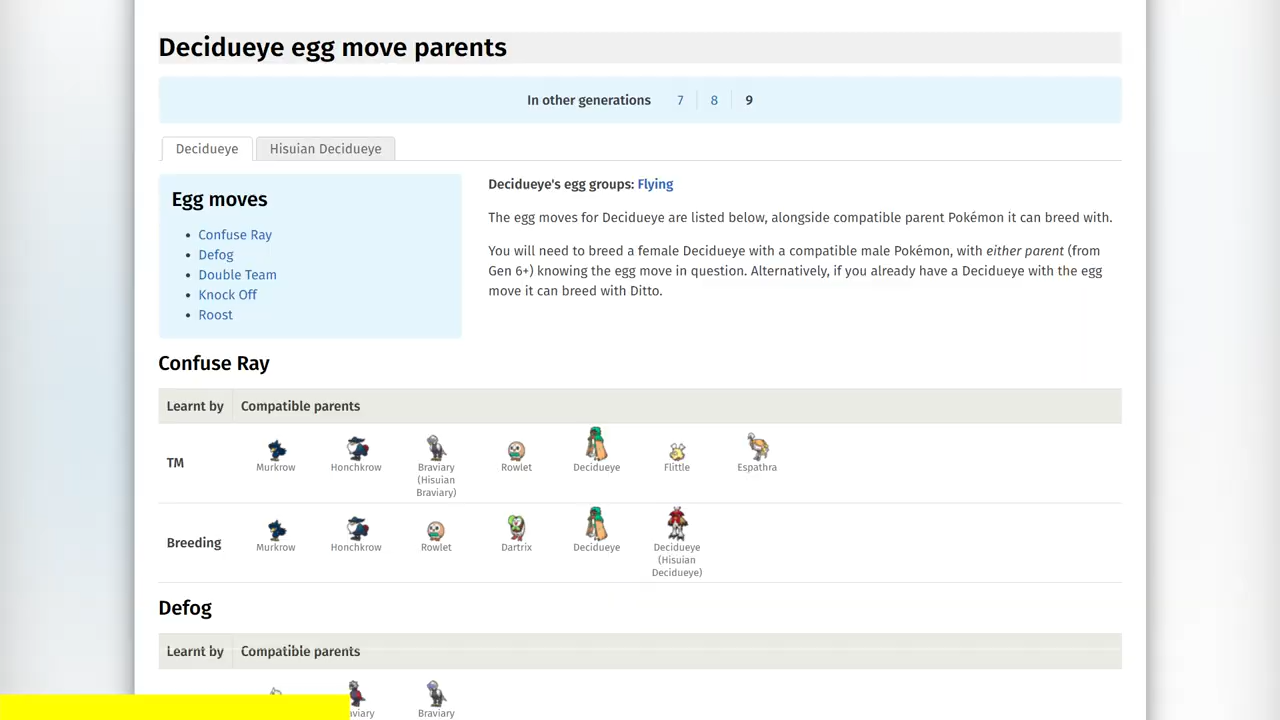 Decidueye egg move parents
In other generations 7 8 9
Decidueye Hisuian Decidueye
Egg moves
Confuse Ray
Defog
Double Team
Knock Off
Roost
Decidueye's egg groups: Flying
The egg moves for Decidueye are listed below, alongside compatible parent Pokémon it can breed with.
You will need to breed a female Decidueye with a compatible male Pokémon, with either parent (from
Gen 6+) knowing the egg move in question. Alternatively, if you already have a Decidueye with the egg
move it can breed with Ditto.
Confuse Ray
Learnt by Compatible parents
TM
Murkrow Honchkrow Braviary Rowlet Decidueye Flittle Espathra
(Hisuian
Braviary)
Breeding
Murkrow Honchkrow Rowlet Dartrix Decidueye Decidueye
(Hisuian
Decidueye)
Defog
Learnt by Compatible parents
Braviary